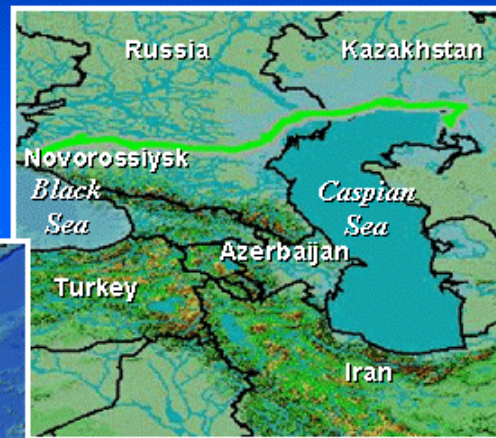 Russia
Kazakhstan
Novorossiysk
Black
Sea
Caspian
Sea
Azerbaijan
Turkey
Iran